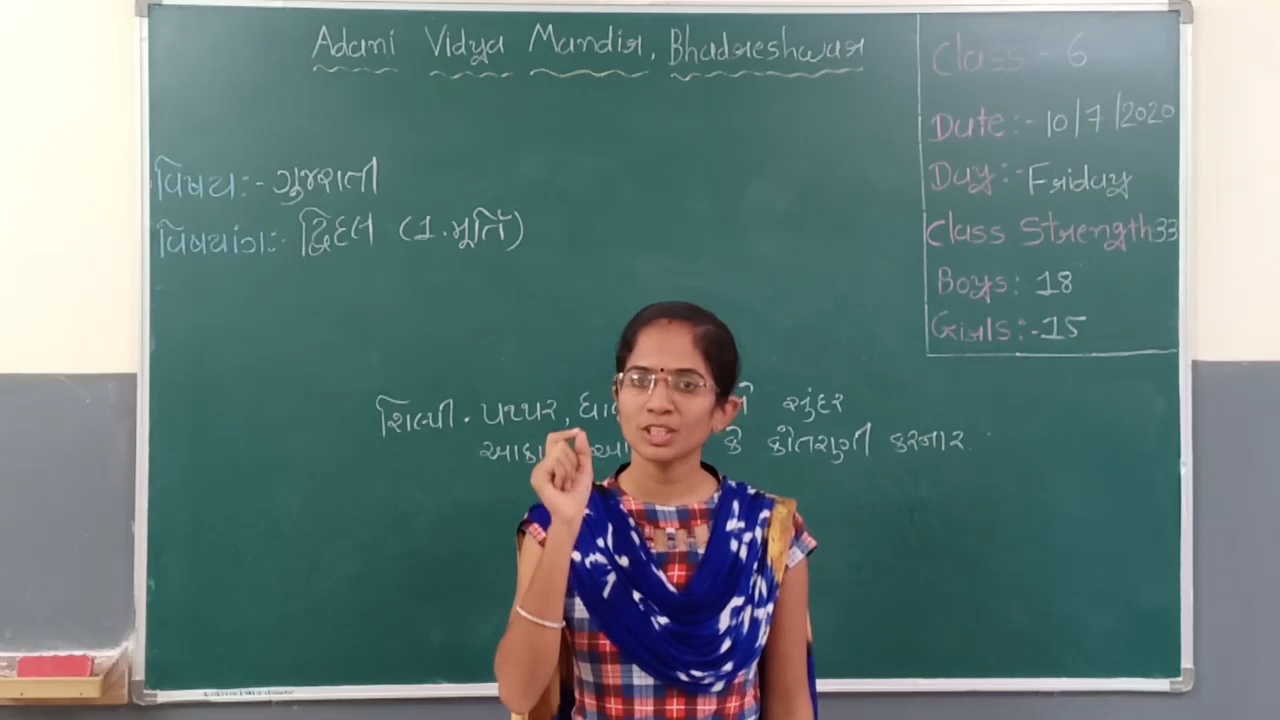 Adani Vidya Mandir, Bhadreshwar
વિષય:- ગુજરાતી
વિષયાંગ:- દ્વિદલ (1.મૂર્તિ)
Class - 6
Date:- 10/7/2020
Day:- Friday
Class Strength 33
Boys: 18
Girls:- 15
શિલ્પી. પથ્થર, સુંદર
કે કોતરણી કરનાર.